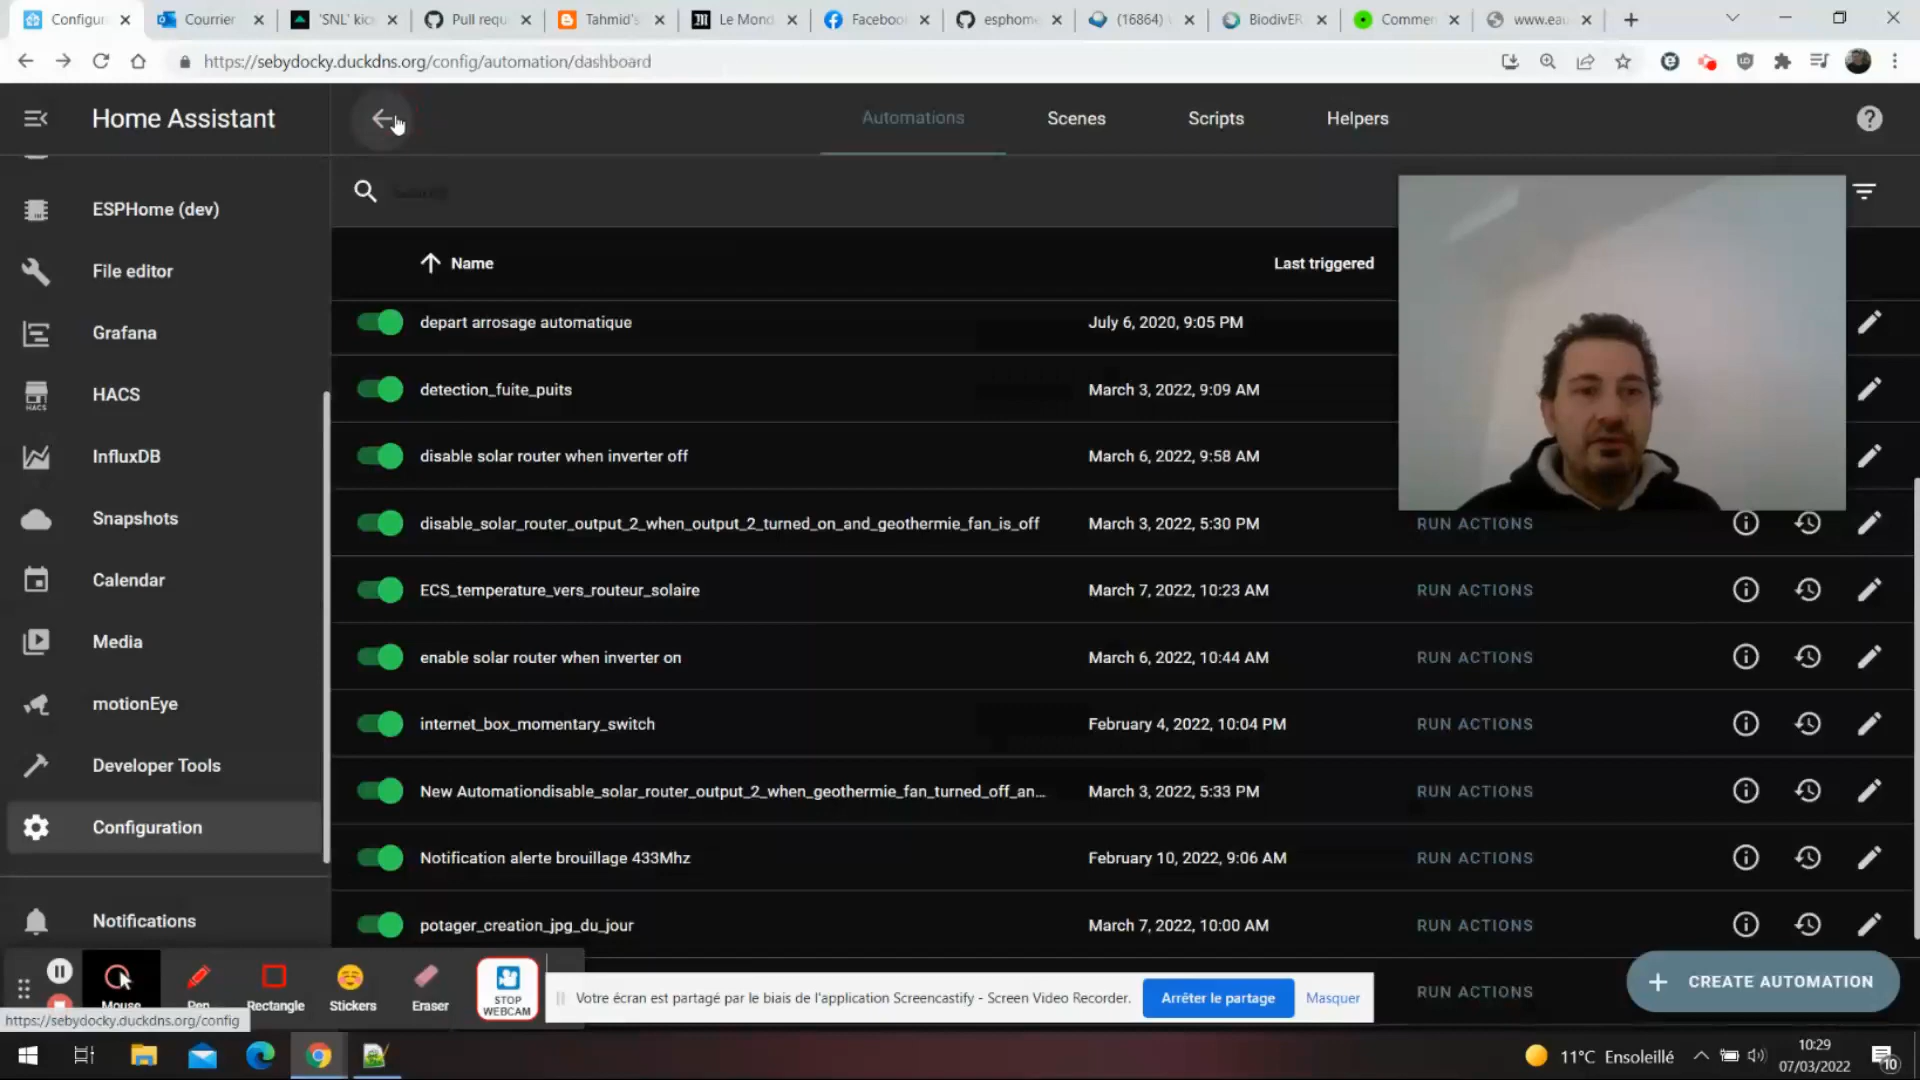 Configur
Courrier
'SNL' kic
Pull requ
Tahmid's
Le Mond
Facebook
esphome
(16864)
BiodivER
Commen
www.eau
https://sebydocky.duckdns.org/config/automation/dashboard
Home Assistant
Automations
Scenes
Scripts
Helpers
ESPHome (dev)
File editor
Grafana
HACS
HACS
InfluxDB
Snapshots
Calendar
Media
motionEye
Developer Tools
Configuration
Notifications
Name
Last triggered
depart arrosage automatique
July 6, 2020, 9:05 PM
detection_fuite_puits
March 3, 2022, 9:09 AM
disable solar router when inverter off
March 6, 2022, 9:58 AM
disable_solar_router_output_2_when_output_2_turned_on_and_geothermie_fan_is_off
March 3, 2022, 5:30 PM
RUN ACTIONS
ECS_temperature_vers_routeur_solaire
March 7, 2022, 10:23 AM
RUN ACTIONS
enable solar router when inverter on
March 6, 2022, 10:44 AM
RUN ACTIONS
internet_box_momentary_switch
February 4, 2022, 10:04 PM
RUN ACTIONS
New Automationdisable_solar_router_output_2_when_geothermie_fan_turned_off_an...
March 3, 2022, 5:33 PM
RUN ACTIONS
Notification alerte brouillage 433Mhz
February 10, 2022, 9:06 AM
RUN ACTIONS
potager_creation_jpg_du_jour
March 7, 2022, 10:00 AM
RUN ACTIONS
RUN ACTIONS
CREATE AUTOMATION
Mouse
Pen
Rectangle
Stickers
Eraser
STOP
WEBCAM
Votre écran est partagé par le biais de l'application Screencastify - Screen Video Recorder.
Arrêter le partage
Masquer
https://sebydocky.duckdns.org/config
11°C Ensoleillé
10:29
07/03/2022
10